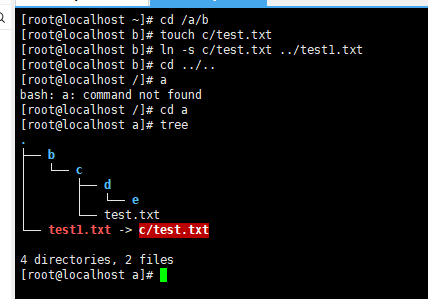 [root@localhost ~]# cd /a/b
[root@localhost b]# touch c/test.txt
[root@localhost b]# ln -s c/test.txt ../test1.txt
[root@localhost b]# cd ../..
[root@localhost /]# a
bash: a: command not found
[root@localhost /]# cd a
[root@localhost a]# tree
.
├── b
│   └── c
│       ├── d
│       │   └── e
│       └── test.txt
└── test1.txt -> c/test.txt

4 directories, 2 files
[root@localhost a]#